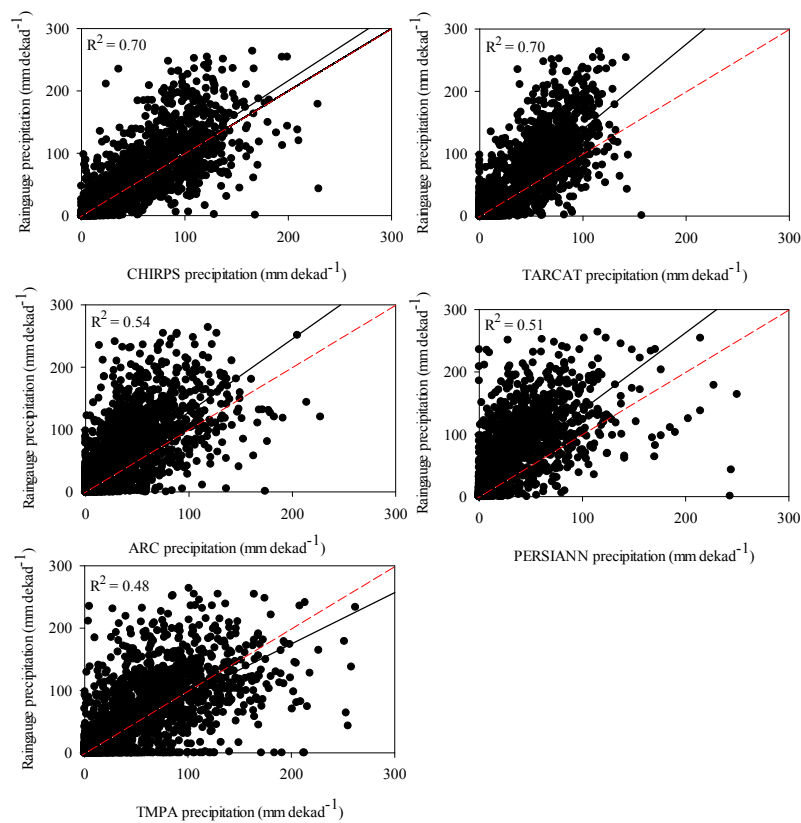 300
R² = 0.70
200
100
0
0 100 200 300
Raingauge precipitation (mm dekad⁻¹)
CHIRPS precipitation (mm dekad⁻¹)
300
R² = 0.70
200
100
0
0 100 200 300
Raingauge precipitation (mm dekad⁻¹)
TARCAT precipitation (mm dekad⁻¹)
300
R² = 0.54
200
100
0
0 100 200 300
Raingauge precipitation (mm dekad⁻¹)
ARC precipitation (mm dekad⁻¹)
300
R² = 0.51
200
100
0
0 100 200 300
Raingauge precipitation (mm dekad⁻¹)
PERSIANN precipitation (mm dekad⁻¹)
300
R² = 0.48
200
100
0
0 100 200 300
Raingauge precipitation (mm dekad⁻¹)
TMPA precipitation (mm dekad⁻¹)